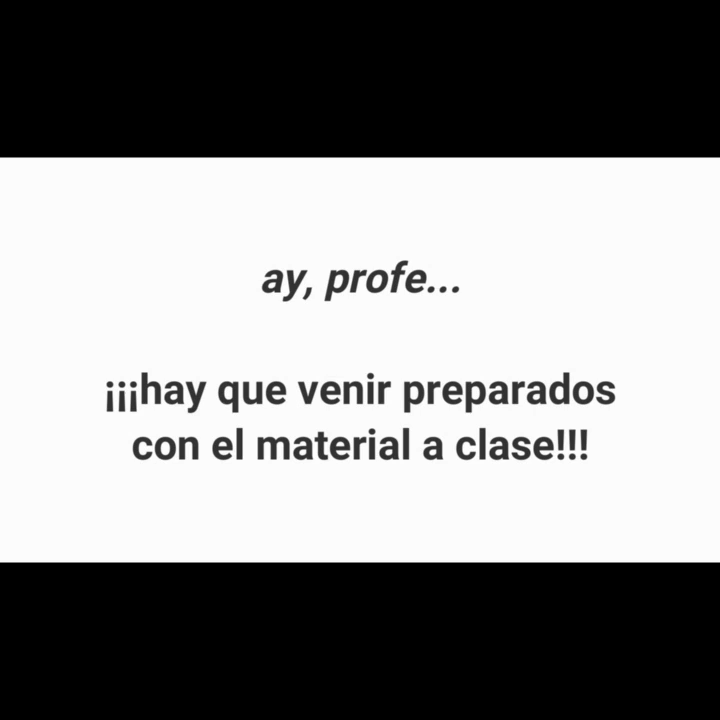 ay, profe...
¡¡¡hay que venir preparados
con el material a clase!!!